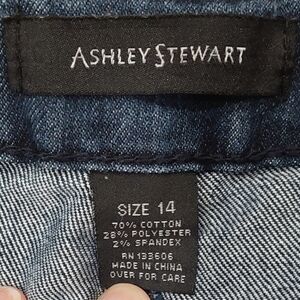 ASHLEY STEWART
SIZE 14
70% COTTON
28% POLYESTER
2% SPANDEX
RN 133606
MADE IN CHINA
OVER FOR CARE